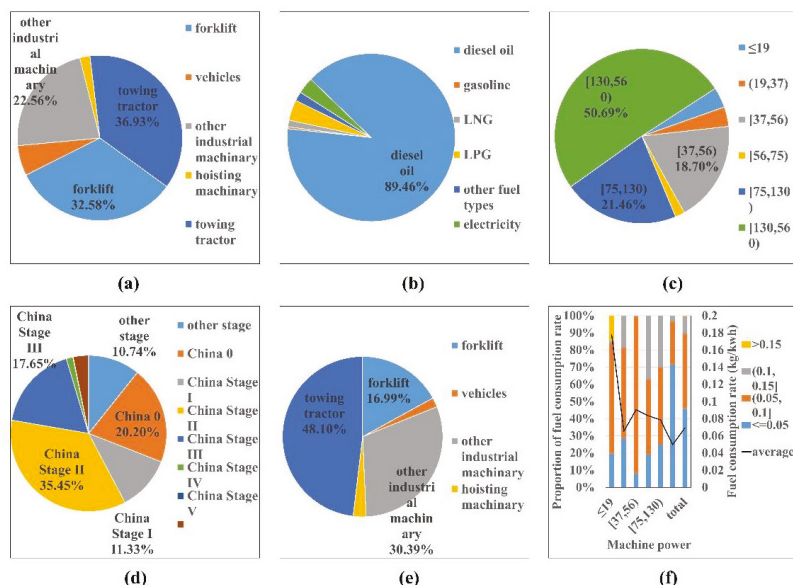 other
industri
al mach
inary
22.56%
towing
tractor
36.93%
forklift
32.58%
forklift
vehicles
other
industrial
machinary
hoisting
machinary
towing
tractor
(a)
diesel
oil
89.46%
diesel oil
gasoline
LNG
LPG
other fuel
types
electricity
(b)
[130,56
0)
50.69%
[37,56)
18.70%
[75,130)
21.46%
≤19
(19,37)
[37,56)
[56,75)
[75,130
)
[130,56
0)
(c)
China
Stage
III
17.65%
other
stage
10.74%
China 0
20.20%
China
Stage II
35.45%
China
Stage I
11.33%
other stage
China 0
China Stage
I
China Stage
II
China Stage
III
China Stage
IV
China Stage
V
(d)
towing
tractor
48.10%
forklift
16.99%
other
industri
al mach
inary
30.39%
forklift
vehicles
other
industrial
machinary
hoisting
machinary
(e)
Proportion of fuel consumption
rate
100%
90%
80%
70%
60%
50%
40%
30%
20%
10%
0%
0.2
0.18
0.16
0.14
0.12
0.1
0.08
0.06
0.04
0.02
0
Fuel consumption rate (kg/kwh)
≤19
[37,56)
[75,130)
total
Machine power
>0.15
(0.1,
0.15]
(0.05,
0.1]
<=0.05
average
(f)